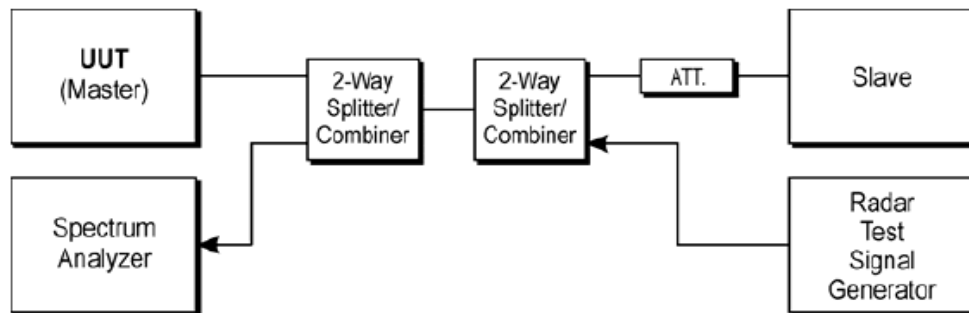 UUT
(Master)
2-Way
Splitter/
Combiner
2-Way
Splitter/
Combiner
ATT.
Slave
Spectrum
Analyzer
Radar
Test
Signal
Generator